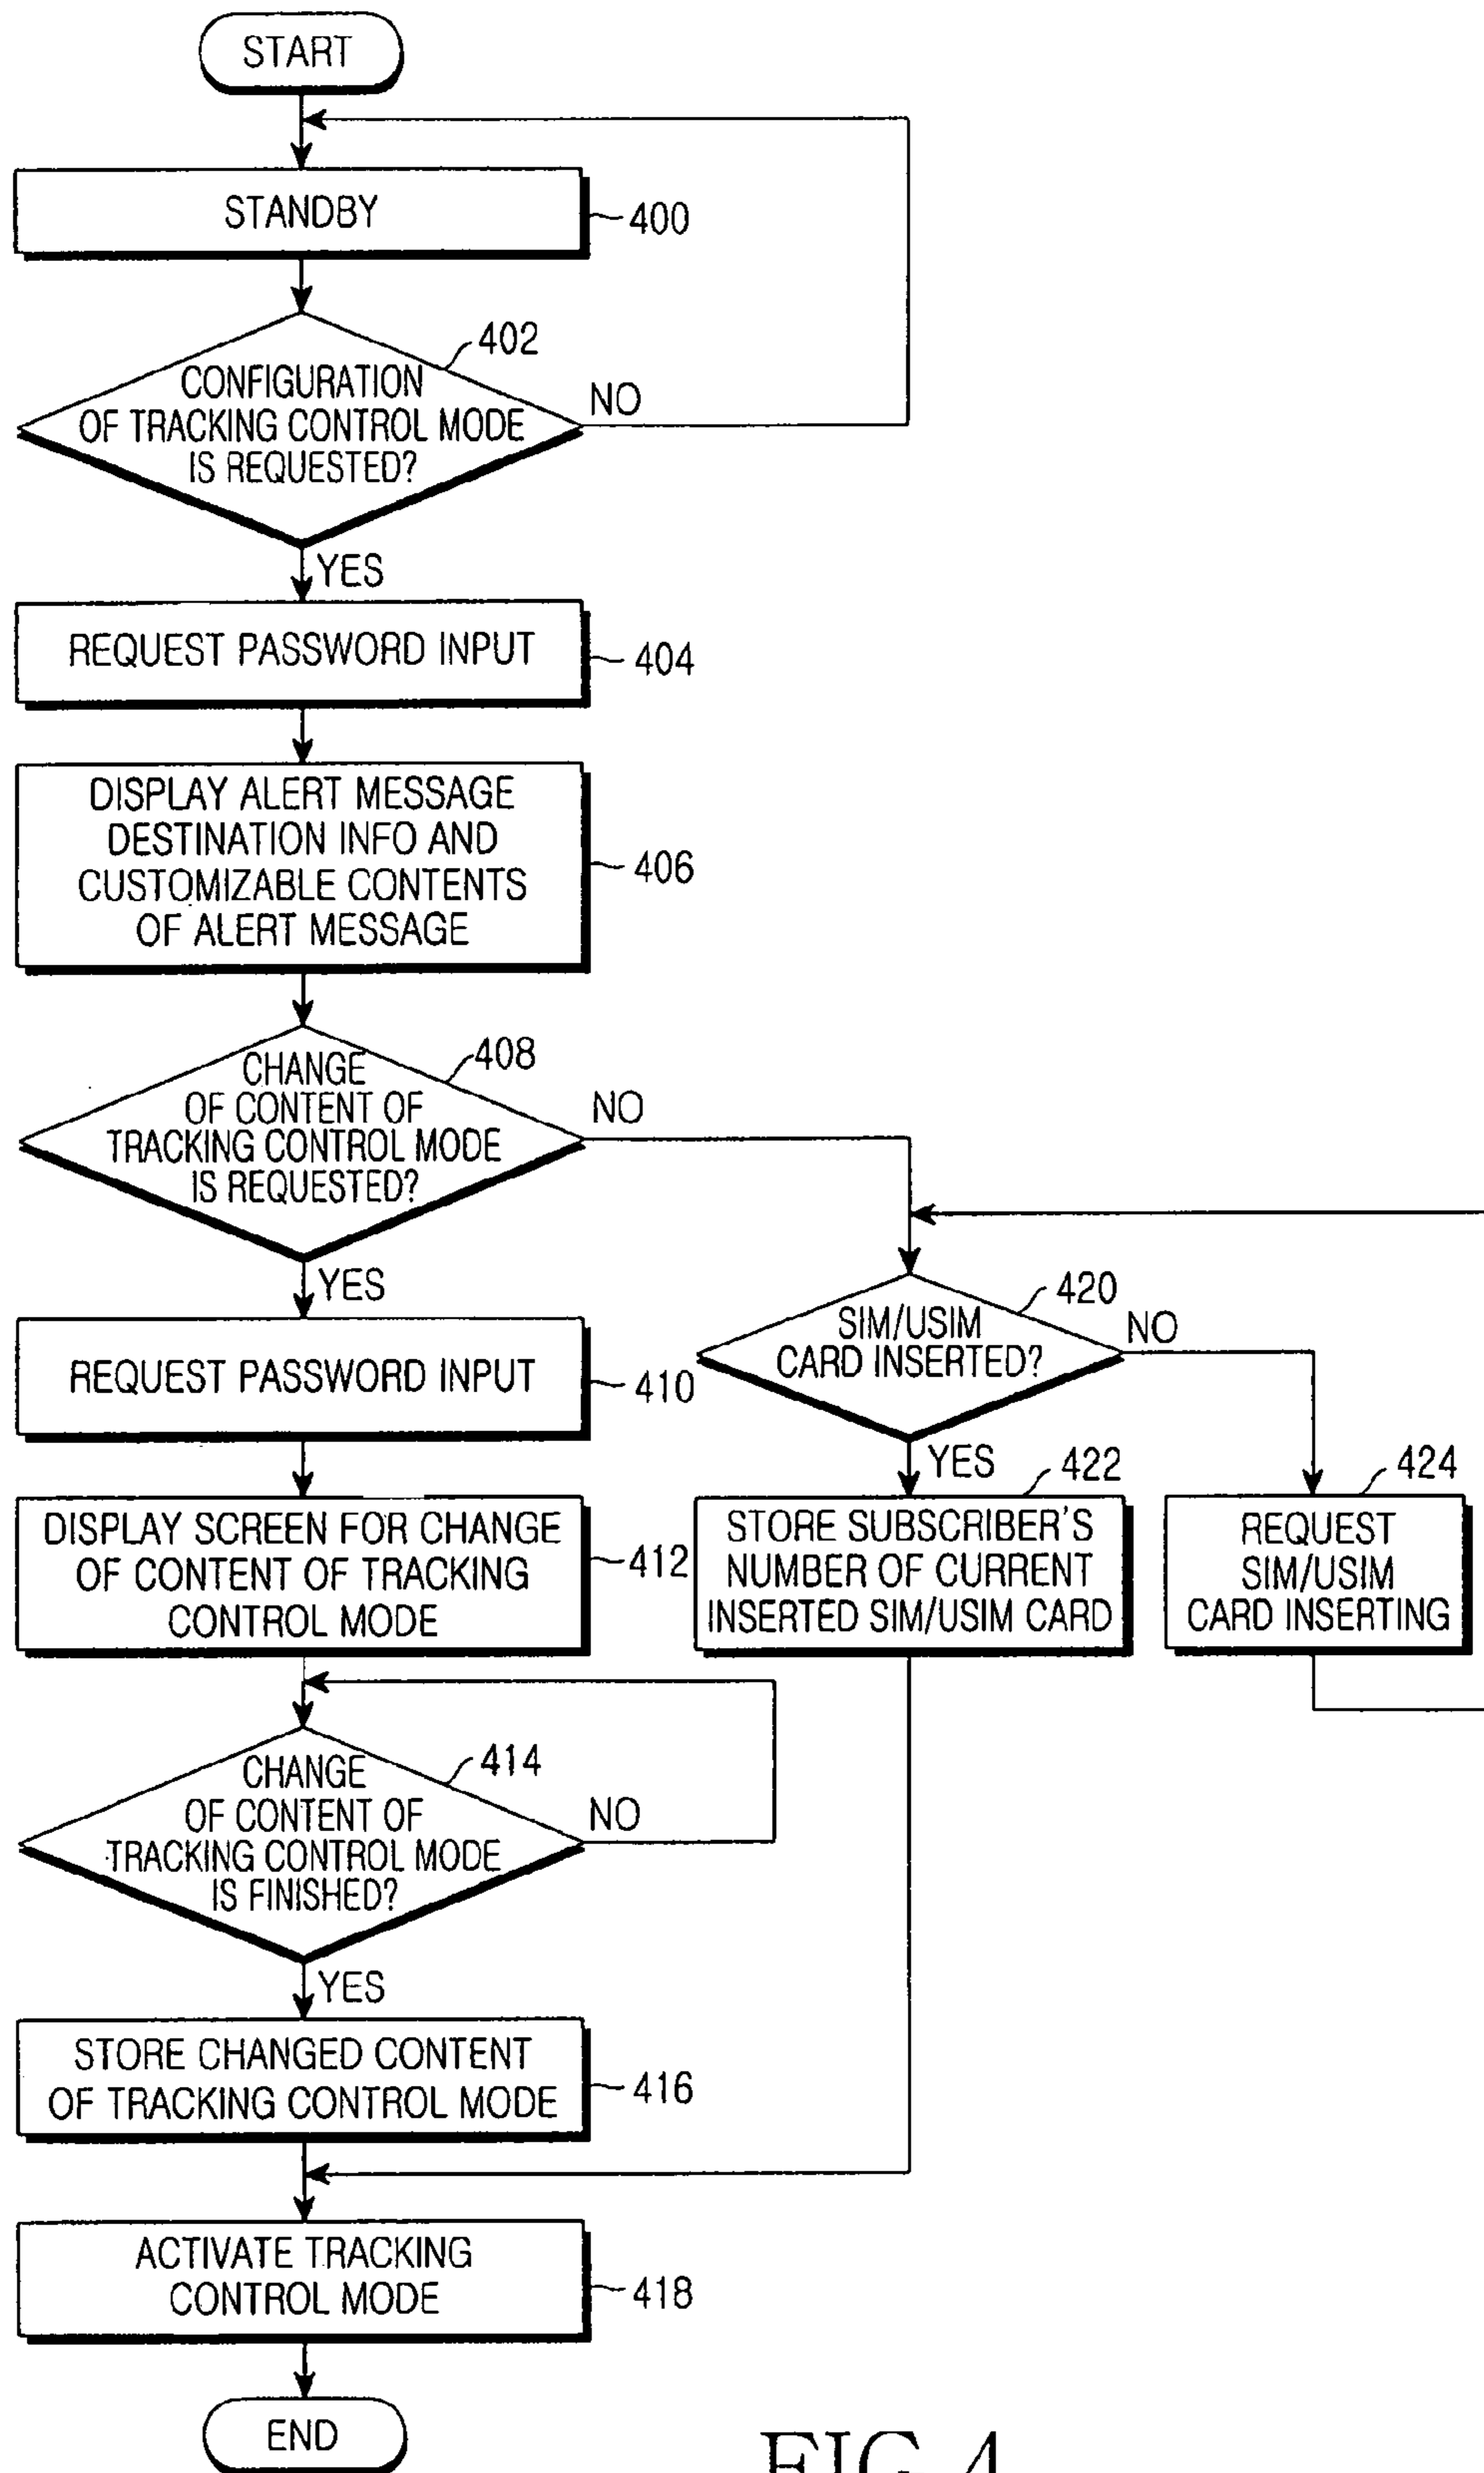 START
STANDBY
400
402
CONFIGURATION
OF TRACKING CONTROL MODE
IS REQUESTED?
NO
YES
REQUEST PASSWORD INPUT
404
DISPLAY ALERT MESSAGE
DESTINATION INFO AND
CUSTOMIZABLE CONTENTS
OF ALERT MESSAGE
406
408
CHANGE
OF CONTENT OF
TRACKING CONTROL MODE
IS REQUESTED?
NO
YES
420
SIM/USIM
CARD INSERTED?
NO
REQUEST PASSWORD INPUT
410
YES
422
424
DISPLAY SCREEN FOR CHANGE
OF CONTENT OF TRACKING
CONTROL MODE
412
STORE SUBSCRIBER'S
NUMBER OF CURRENT
INSERTED SIM/USIM CARD
REQUEST
SIM/USIM
CARD INSERTING
414
CHANGE
OF CONTENT OF
TRACKING CONTROL MODE
IS FINISHED?
NO
YES
STORE CHANGED CONTENT
OF TRACKING CONTROL MODE
416
ACTIVATE TRACKING
CONTROL MODE
418
END
FIG.4